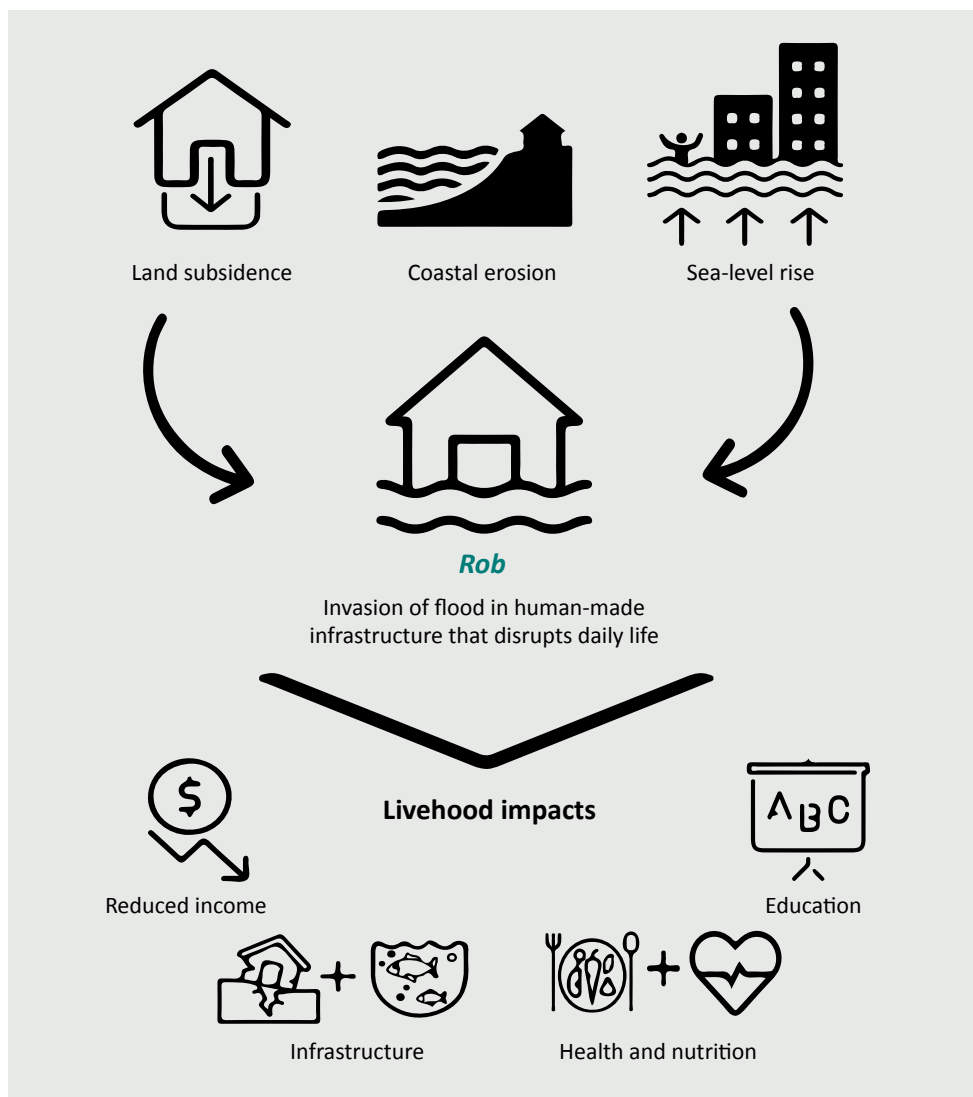 Land subsidence
Coastal erosion
Sea-level rise
Rob
Invasion of flood in human-made
infrastructure that disrupts daily life
$
Livehood impacts
ABC
Reduced income
Education
Infrastructure
Health and nutrition